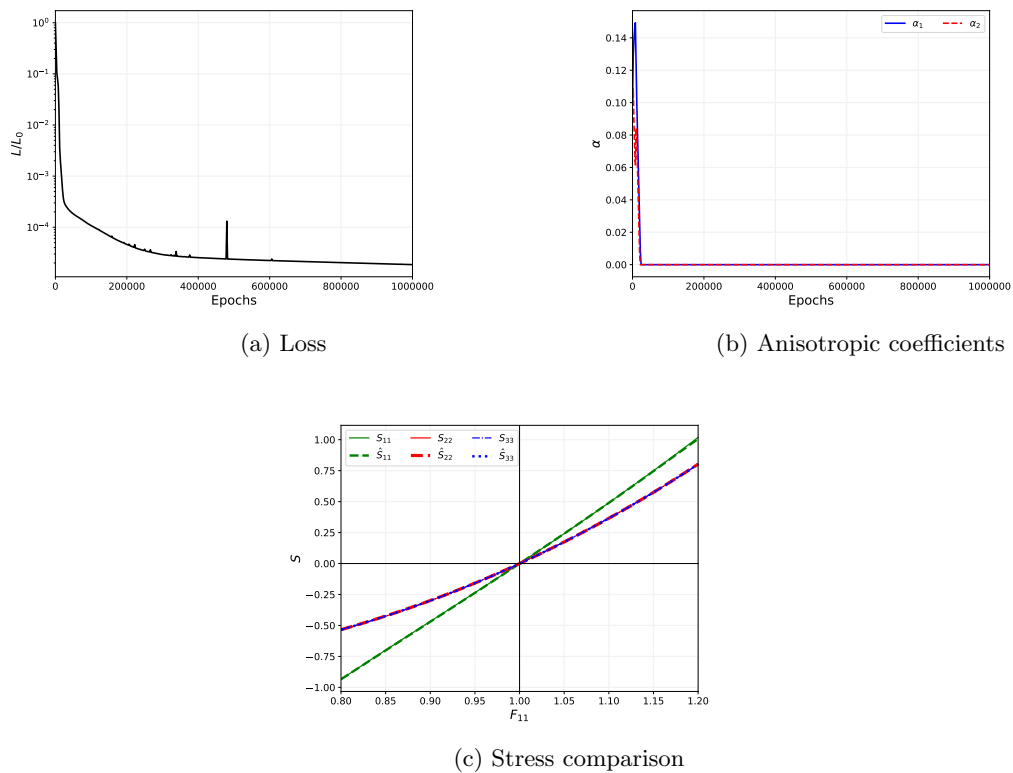 10⁰
10⁻¹
10⁻²
10⁻³
10⁻⁴
L/L₀
0 200000 400000 600000 800000 1000000
Epochs
(a) Loss
α₁ α₂
0.14
0.12
0.10
0.08
0.06
0.04
0.02
0.00
α
0 200000 400000 600000 800000 1000000
Epochs
(b) Anisotropic coefficients
S₁₁ S₂₂ S₃₃
Ŝ₁₁ Ŝ₂₂ Ŝ₃₃
1.00
0.75
0.50
0.25
0.00
−0.25
−0.50
−0.75
−1.00
S
0.80 0.85 0.90 0.95 1.00 1.05 1.10 1.15 1.20
F₁₁
(c) Stress comparison